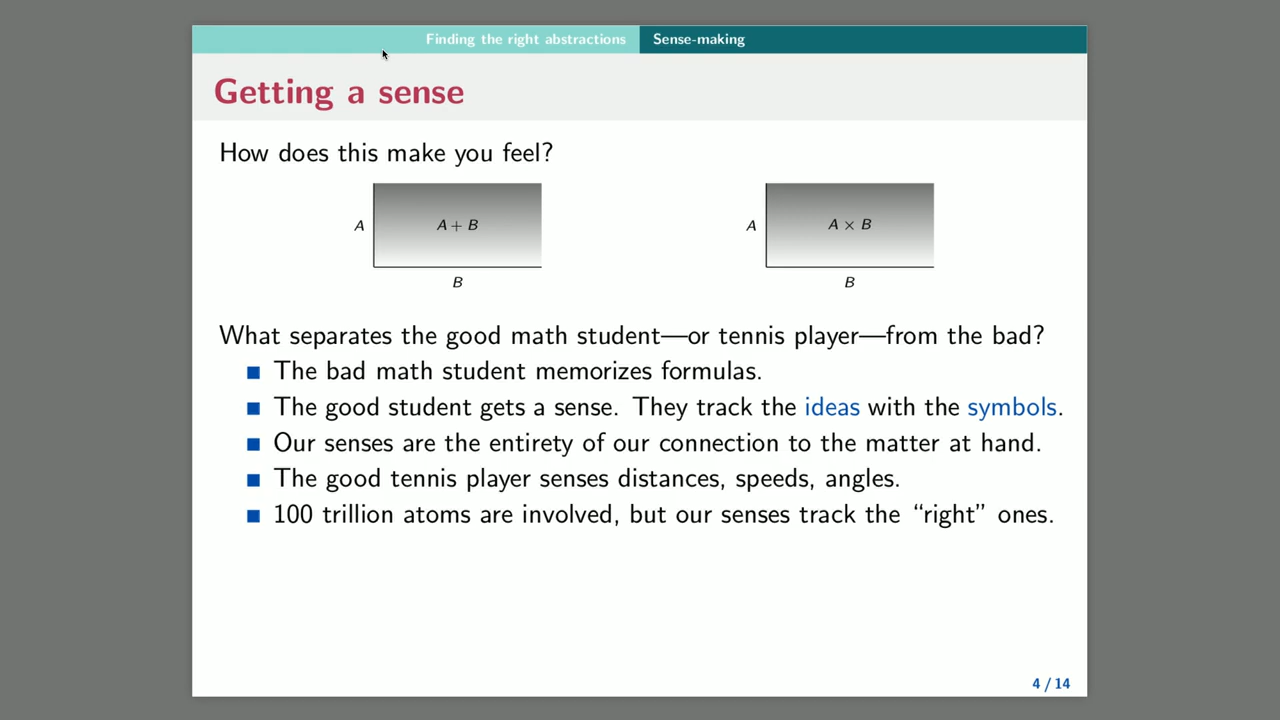 Finding the right abstractions Sense-making
Getting a sense
How does this make you feel?
A A + B A A × B
B B
What separates the good math student—or tennis player—from the bad?
The bad math student memorizes formulas.
The good student gets a sense. They track the ideas with the symbols.
Our senses are the entirety of our connection to the matter at hand.
The good tennis player senses distances, speeds, angles.
100 trillion atoms are involved, but our senses track the “right” ones.
4 / 14